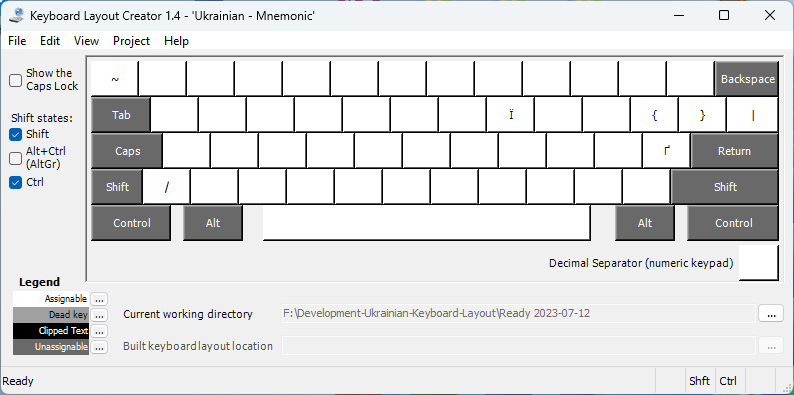 Keyboard Layout Creator 1.4 - 'Ukrainian - Mnemonic'
File Edit View Project Help
Show the
Caps Lock
~ Backspace
Shift states:
Tab Ї { } |
Shift
Alt+Ctrl
(AltGr)
Caps ґ Return
Ctrl
Shift / Shift
Control Alt Alt Control
Decimal Separator (numeric keypad)
Legend
Assignable ...
Dead key ...
Clipped Text ...
Unassignable ...
Current working directory F:\Development-Ukrainian-Keyboard-Layout\Ready 2023-07-12 ...
Built keyboard layout location ...
Ready Shft Ctrl